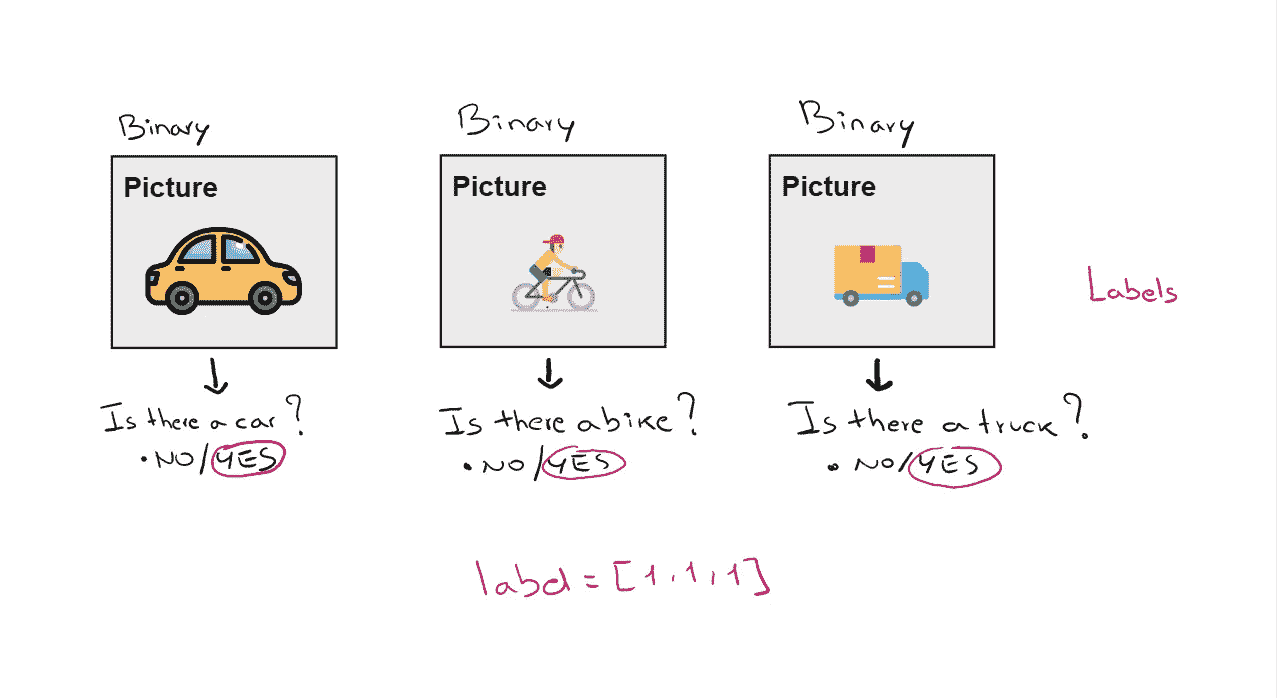 Binary
Binary
Binary
Picture
Picture
Picture
Labels
Is there a car?
Is there a bike?
Is there a truck?
. NO/YES
. NO/YES
. NO/YES
label = [1,1,1]